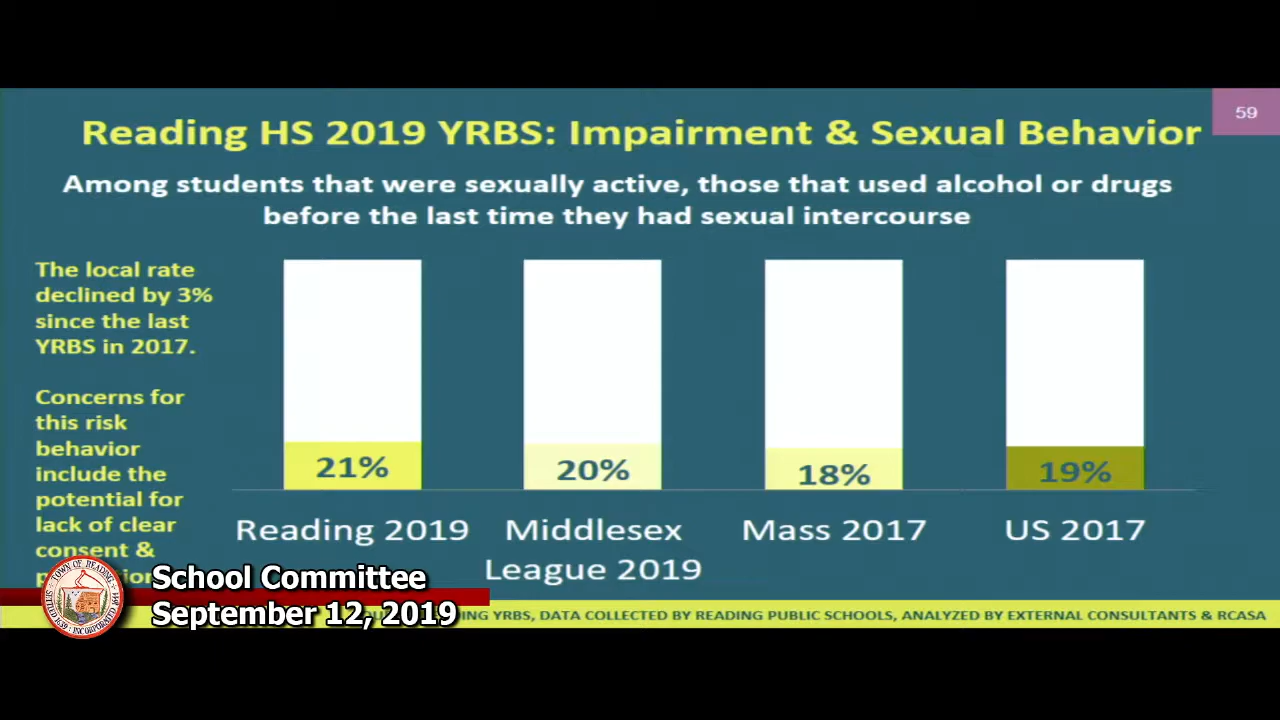 59
Reading HS 2019 YRBS: Impairment & Sexual Behavior
Among students that were sexually active, those that used alcohol or drugs
before the last time they had sexual intercourse
The local rate
declined by 3%
since the last
YRBS in 2017.
Concerns for
this risk
behavior
include the
potential for
lack of clear
consent &
21%
20%
18%
19%
Reading 2019
Middlesex
League 2019
Mass 2017
US 2017
TOWN OF READING
School Committee
September 12, 2019
YRBS, DATA COLLECTED BY READING PUBLIC SCHOOLS, ANALYZED BY EXTERNAL CONSULTANTS & RCASA